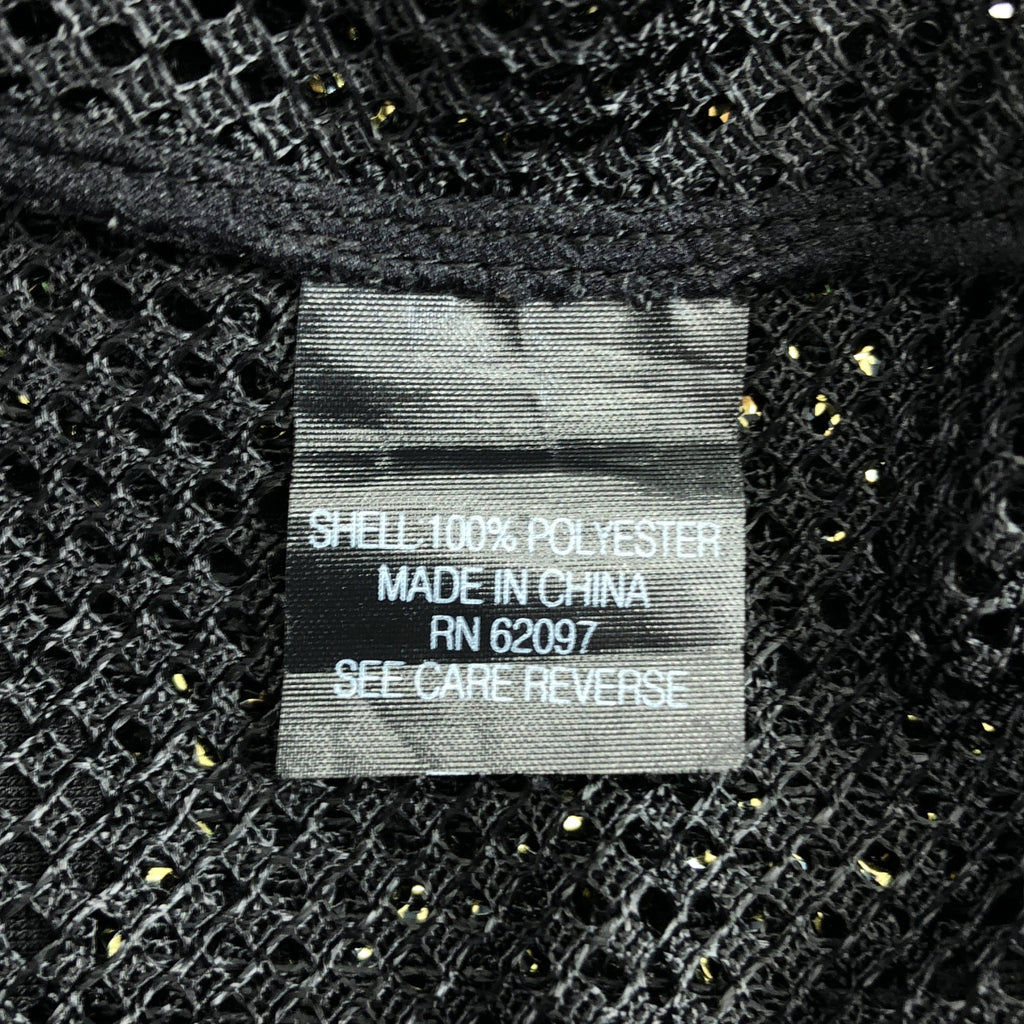 SHELL:100% POLYESTER
MADE IN CHINA
RN 62097
SEE CARE REVERSE